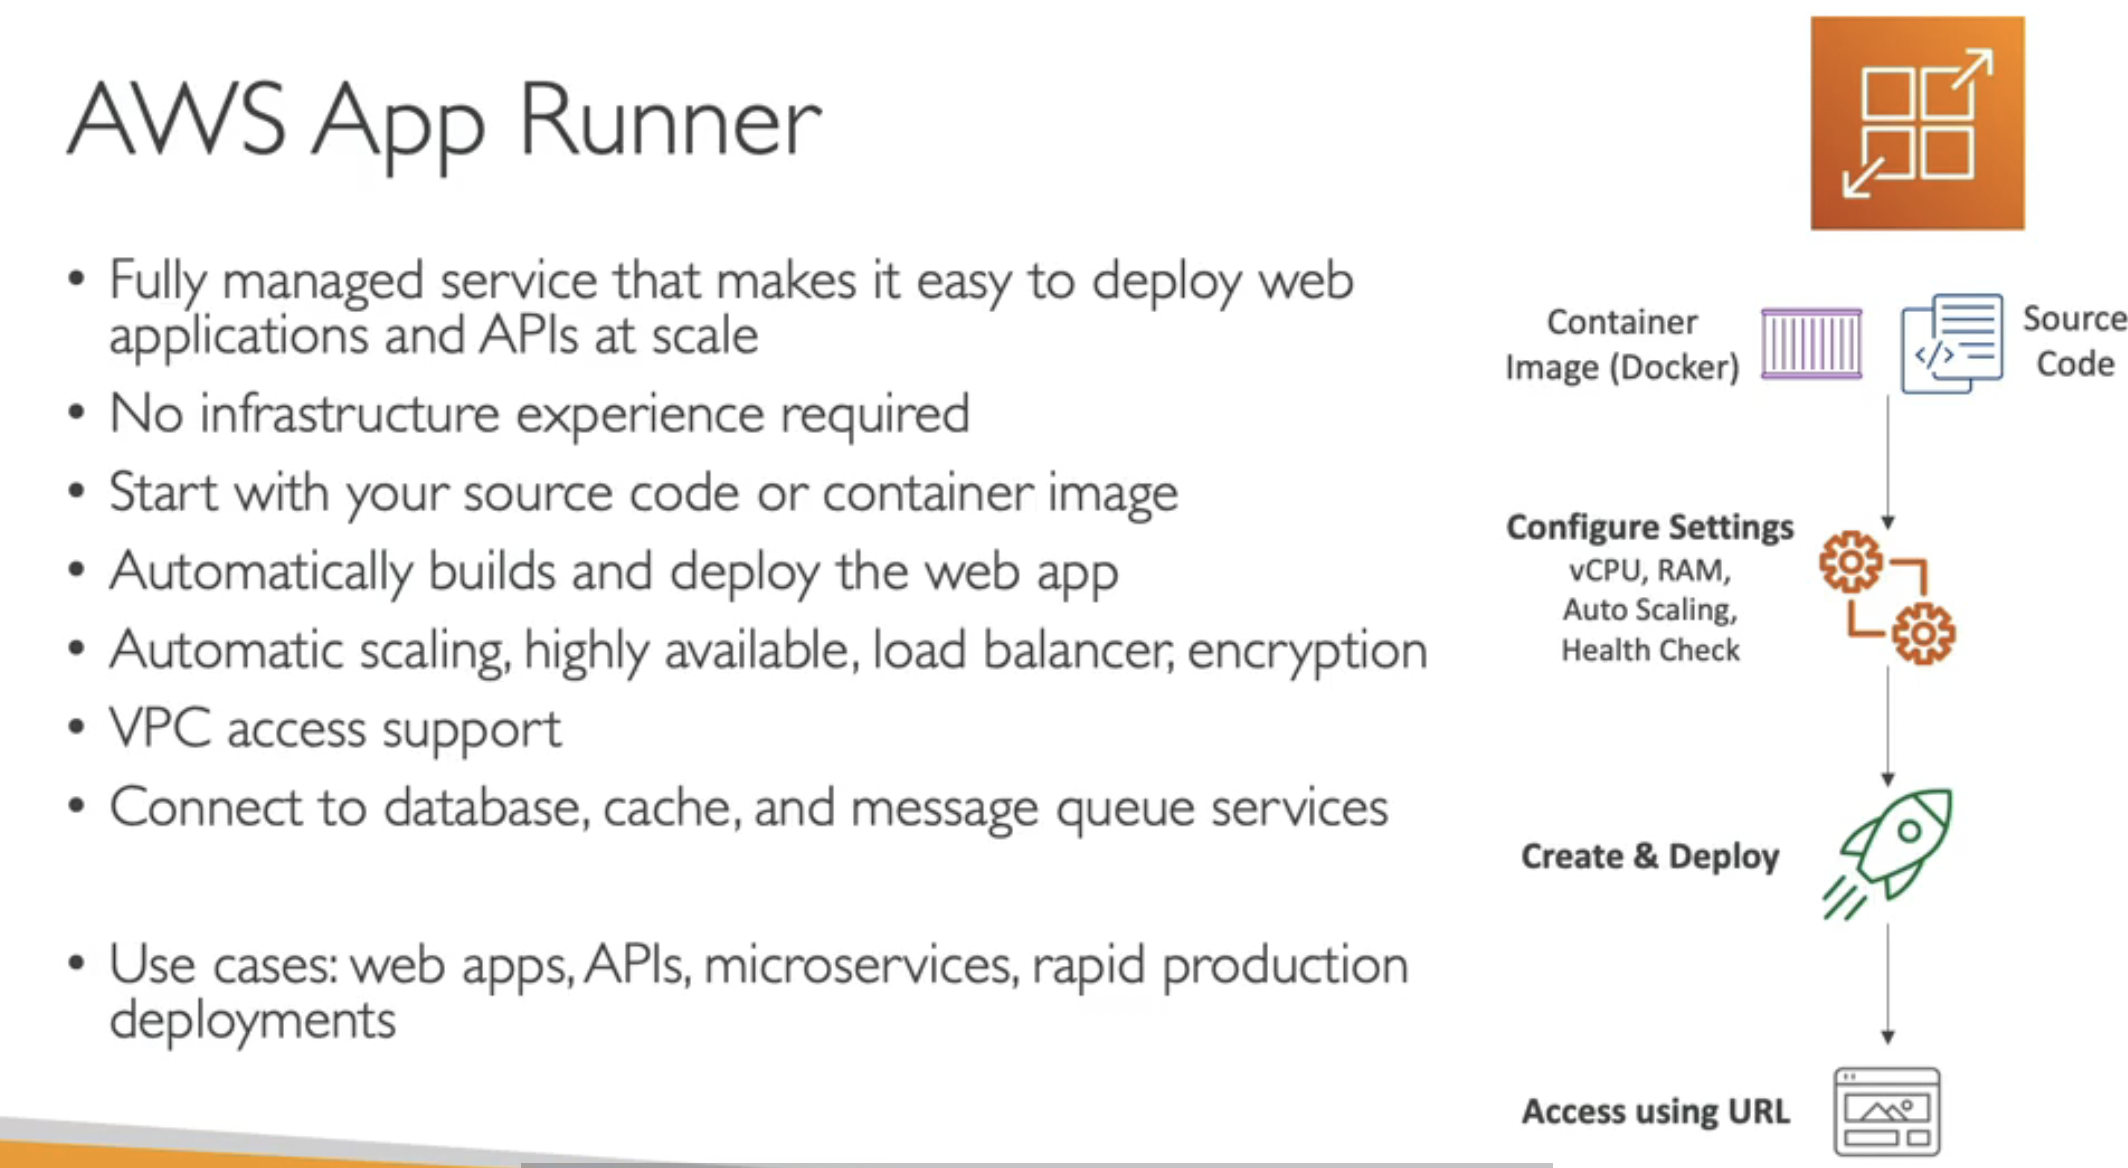 AWS App Runner
• Fully managed service that makes it easy to deploy web
applications and APIs at scale
• No infrastructure experience required
• Start with your source code or container image
• Automatically builds and deploy the web app
• Automatic scaling, highly available, load balancer, encryption
• VPC access support
• Connect to database, cache, and message queue services
• Use cases: web apps, APIs, microservices, rapid production
deployments
Container
Image (Docker)
</>
Source
Code
Configure Settings
vCPU, RAM,
Auto Scaling,
Health Check
Create & Deploy
Access using URL